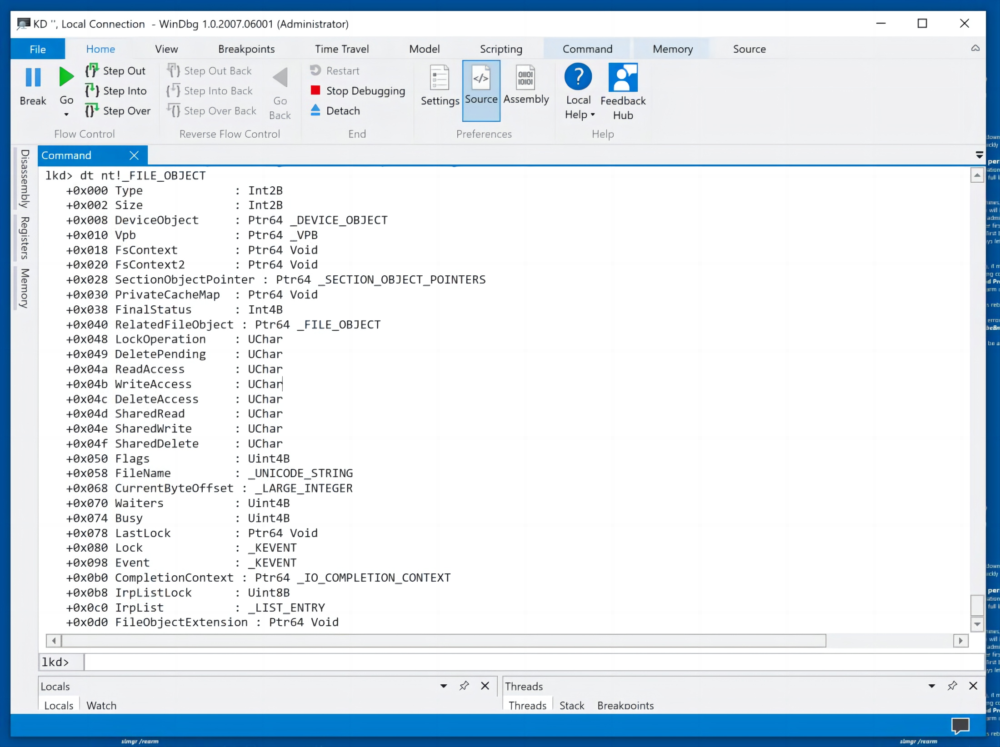 KD '', Local Connection - WinDbg 1.0.2007.06001 (Administrator)
File Home View Breakpoints Time Travel Model Scripting Command Memory Source
Break
Go
Step Out
Step Into
Step Over
Flow Control
Step Out Back
Step Into Back
Step Over Back
Go
Back
Reverse Flow Control
Restart
Stop Debugging
Detach
End
Settings
Source
Assembly
Preferences
Local
Help
Feedback
Hub
Help
Disassembly
Registers
Memory
Command
lkd> dt nt!_FILE_OBJECT
+0x000 Type : Int2B
+0x002 Size : Int2B
+0x008 DeviceObject : Ptr64 _DEVICE_OBJECT
+0x010 Vpb : Ptr64 _VPB
+0x018 FsContext : Ptr64 Void
+0x020 FsContext2 : Ptr64 Void
+0x028 SectionObjectPointer : Ptr64 _SECTION_OBJECT_POINTERS
+0x030 PrivateCacheMap : Ptr64 Void
+0x038 FinalStatus : Int4B
+0x040 RelatedFileObject : Ptr64 _FILE_OBJECT
+0x048 LockOperation : UChar
+0x049 DeletePending : UChar
+0x04a ReadAccess : UChar
+0x04b WriteAccess : UChar
+0x04c DeleteAccess : UChar
+0x04d SharedRead : UChar
+0x04e SharedWrite : UChar
+0x04f SharedDelete : UChar
+0x050 Flags : Uint4B
+0x058 FileName : _UNICODE_STRING
+0x068 CurrentByteOffset : _LARGE_INTEGER
+0x070 Waiters : Uint4B
+0x074 Busy : Uint4B
+0x078 LastLock : Ptr64 Void
+0x080 Lock : _KEVENT
+0x098 Event : _KEVENT
+0x0b0 CompletionContext : Ptr64 _IO_COMPLETION_CONTEXT
+0x0b8 IrpListLock : Uint8B
+0x0c0 IrpList : _LIST_ENTRY
+0x0d0 FileObjectExtension : Ptr64 Void
lkd>
Locals
Locals Watch
Threads
Threads Stack Breakpoints
slmgr /rearm
slmgr /rearm